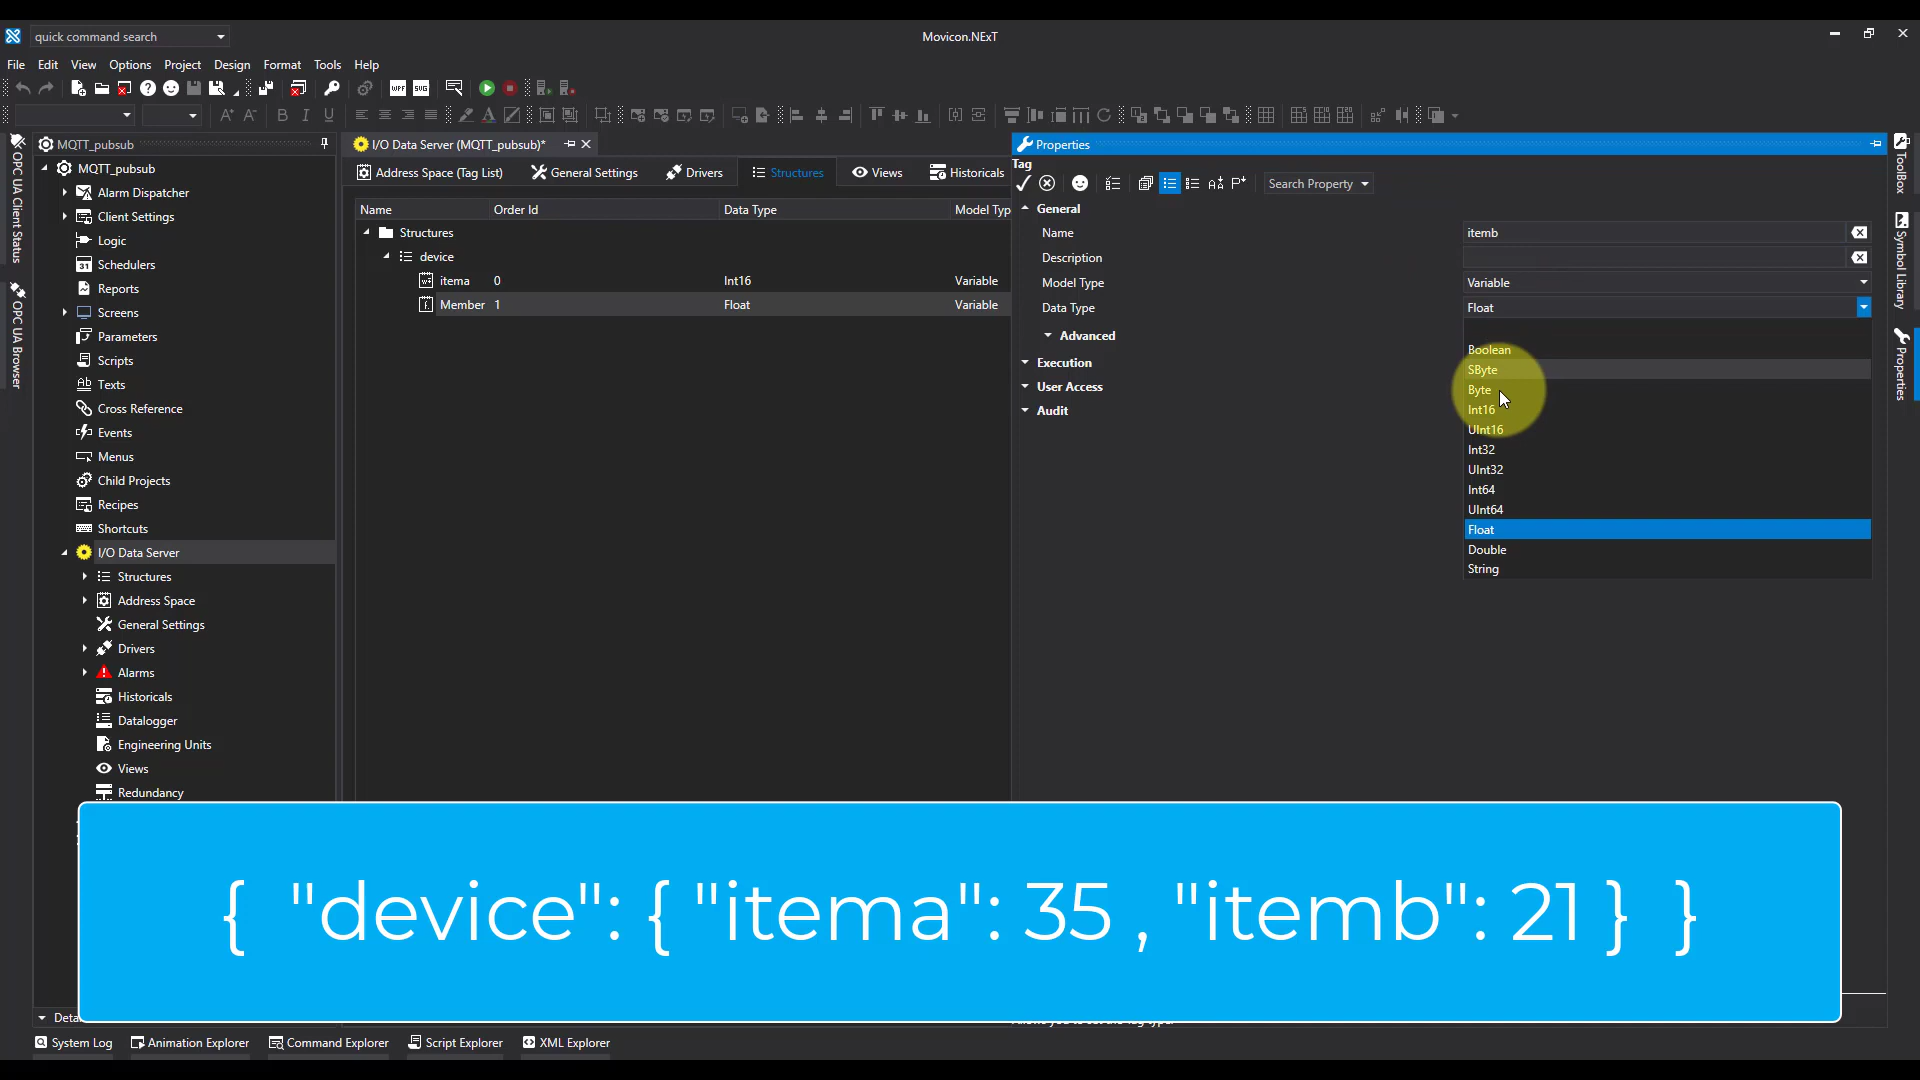 quick command search
Movicon.NExT
File Edit View Options Project Design Format Tools Help
WPF SVG
MQTT_pubsub
I/O Data Server (MQTT_pubsub)*
Properties
Tag
OPC UA Client Status
OPC UA Browser
MQTT_pubsub
Alarm Dispatcher
Client Settings
Logic
Schedulers
Reports
Screens
Parameters
Scripts
Texts
Cross Reference
Events
Menus
Child Projects
Recipes
Shortcuts
I/O Data Server
Structures
Address Space
General Settings
Drivers
Alarms
Historicals
Datalogger
Engineering Units
Views
Redundancy
Address Space (Tag List) General Settings Drivers Structures Views Historicals
Name Order Id Data Type Model Typ
Structures
device
itema 0 Int16 Variable
Member 1 Float Variable
Search Property
General
Name itemb
Description
Model Type Variable
Data Type Float
Advanced
Execution
User Access
Audit
Boolean
SByte
Byte
Int16
UInt16
Int32
UInt32
Int64
UInt64
Float
Double
String
ToolBox
Symbol Library
Properties
{ "device": { "itema": 35 , "itemb": 21 } }
System Log Animation Explorer Command Explorer Script Explorer XML Explorer